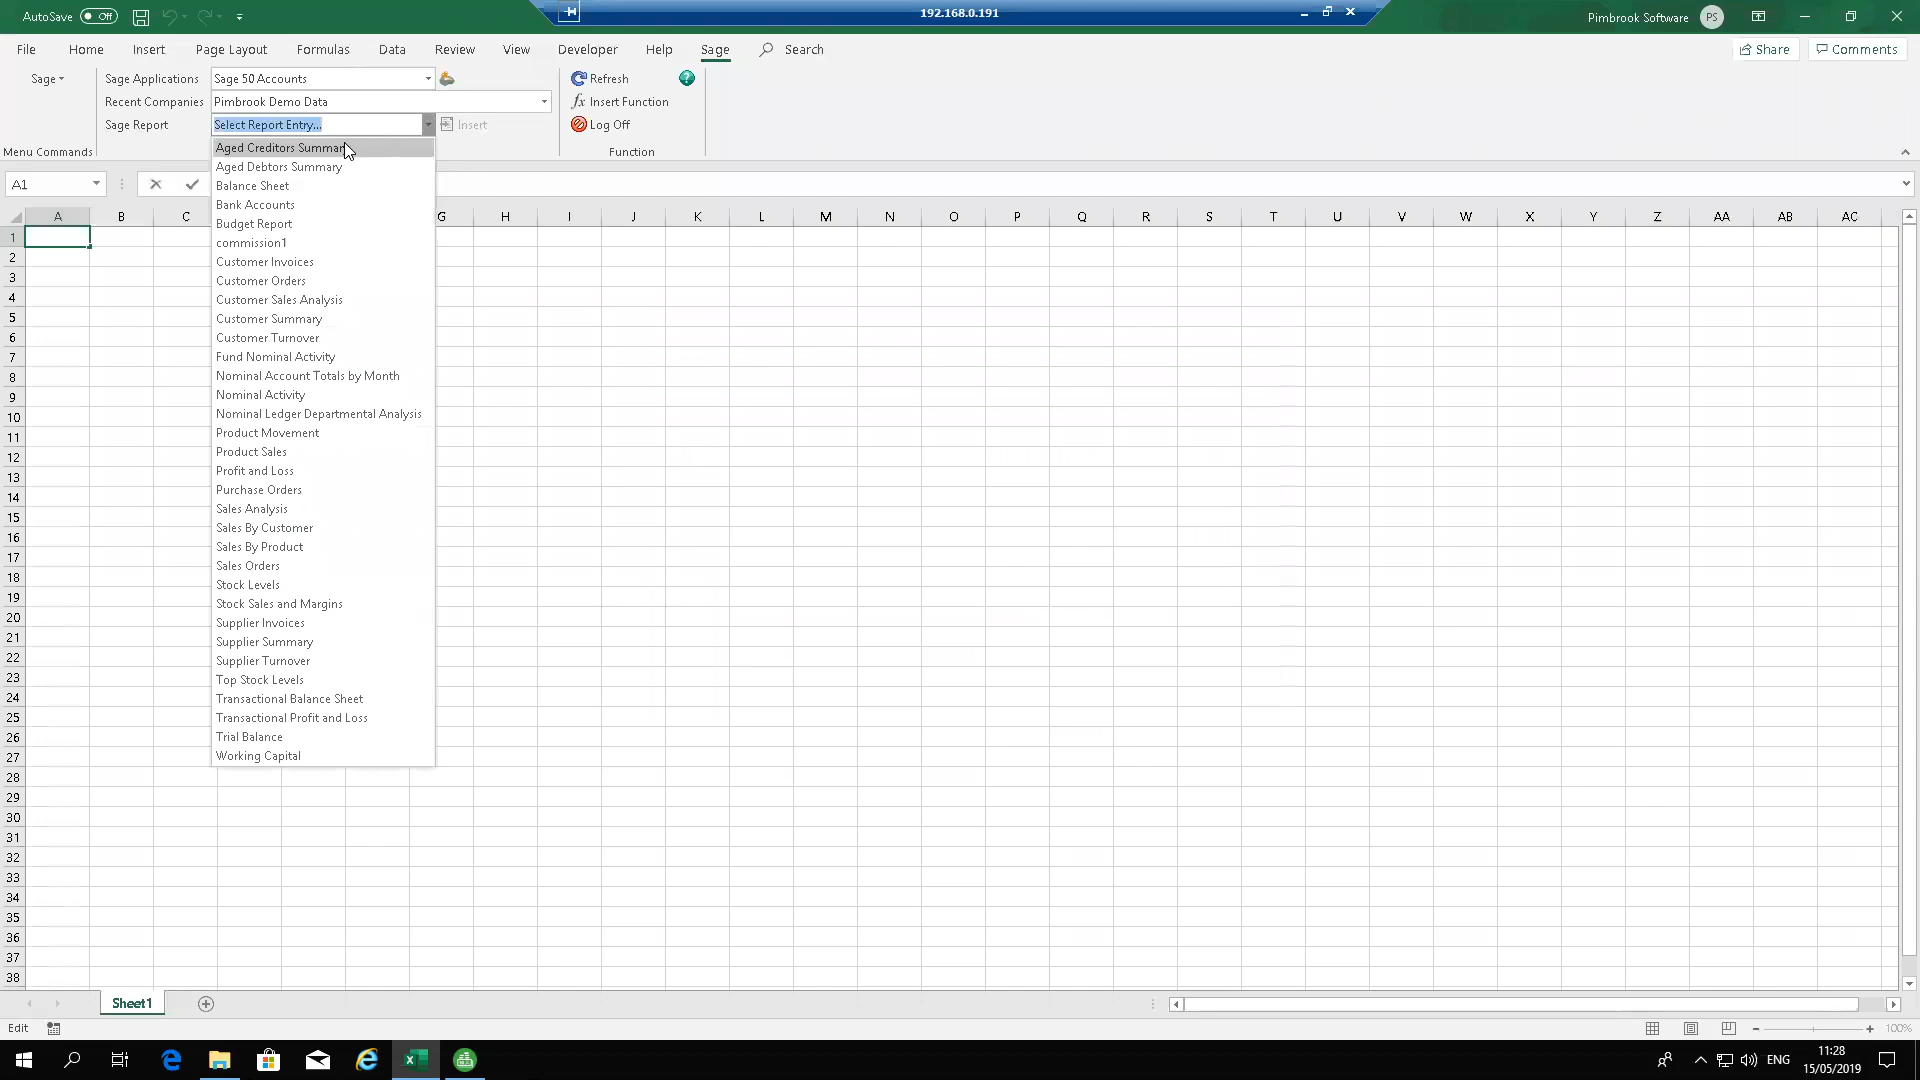 AutoSave Off
192.168.0.191
Pimbrook Software PS
File Home Insert Page Layout Formulas Data Review View Developer Help Sage Search Share Comments
Sage Sage Applications Sage 50 Accounts Refresh ?
Recent Companies Pimbrook Demo Data fx Insert Function
Sage Report Select Report Entry... Insert Log Off
Menu Commands Function
A1
A B C G H I J K L M N O P Q R S T U V W X Y Z AA AB AC
Aged Creditors Summar
Aged Debtors Summary
Balance Sheet
Bank Accounts
Budget Report
commission1
Customer Invoices
Customer Orders
Customer Sales Analysis
Customer Summary
Customer Turnover
Fund Nominal Activity
Nominal Account Totals by Month
Nominal Activity
Nominal Ledger Departmental Analysis
Product Movement
Product Sales
Profit and Loss
Purchase Orders
Sales Analysis
Sales By Customer
Sales By Product
Sales Orders
Stock Levels
Stock Sales and Margins
Supplier Invoices
Supplier Summary
Supplier Turnover
Top Stock Levels
Transactional Balance Sheet
Transactional Profit and Loss
Trial Balance
Working Capital
1
2
3
4
5
6
7
8
9
10
11
12
13
14
15
16
17
18
19
20
21
22
23
24
25
26
27
28
29
30
31
32
33
34
35
36
37
38
Sheet1
Edit 100%
ENG
11:28
15/05/2019